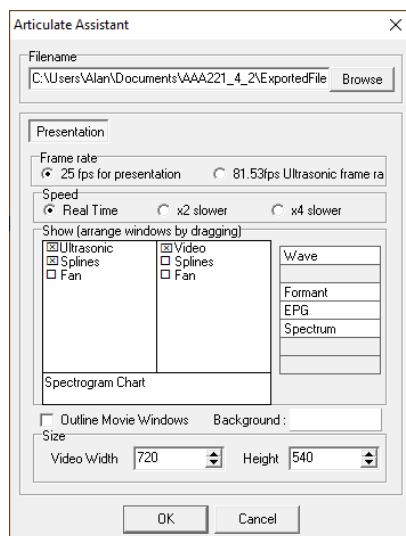 Articulate Assistant
Filename
C:\Users\Alan\Documents\AAA221_4_2\ExportedFile Browse
Presentation
Frame rate
25 fps for presentation 81.53fps Ultrasonic frame ra
Speed
Real Time x2 slower x4 slower
Show (arrange windows by dragging)
Ultrasonic Video Wave
Splines Splines
Fan Fan
Formant
EPG
Spectrum
Spectrogram Chart
Outline Movie Windows Background :
Size
Video Width 720 Height 540
OK Cancel